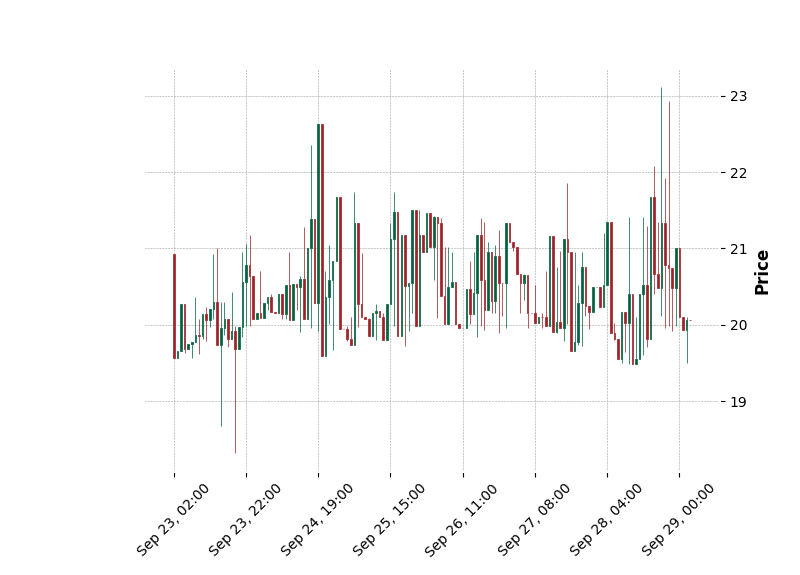 23
22
21
20
19
Price
Sep 23, 02:00
Sep 23, 22:00
Sep 24, 19:00
Sep 25, 15:00
Sep 26, 11:00
Sep 27, 08:00
Sep 28, 04:00
Sep 29, 00:00